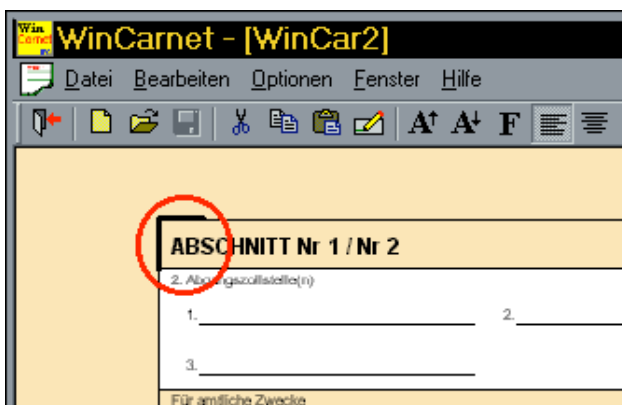 Win
Carnet
WinCarnet - [WinCar2]
Datei Bearbeiten Optionen Fenster Hilfe
A A F
ABSCHNITT Nr 1 / Nr 2
2. Abgangszollstelle(n)
1. 2.
3.
Für amtliche Zwecke